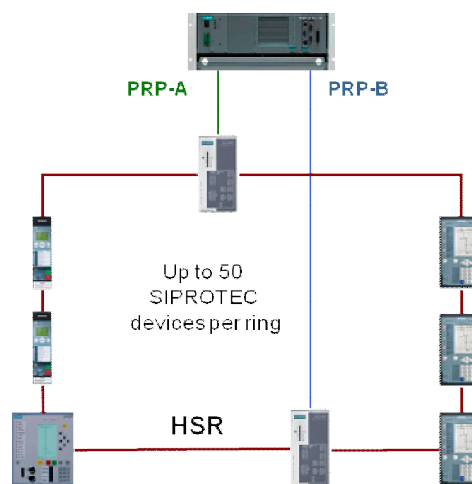 PRP-A
PRP-B
Up to 50
SIPROTEC
devices per ring
HSR